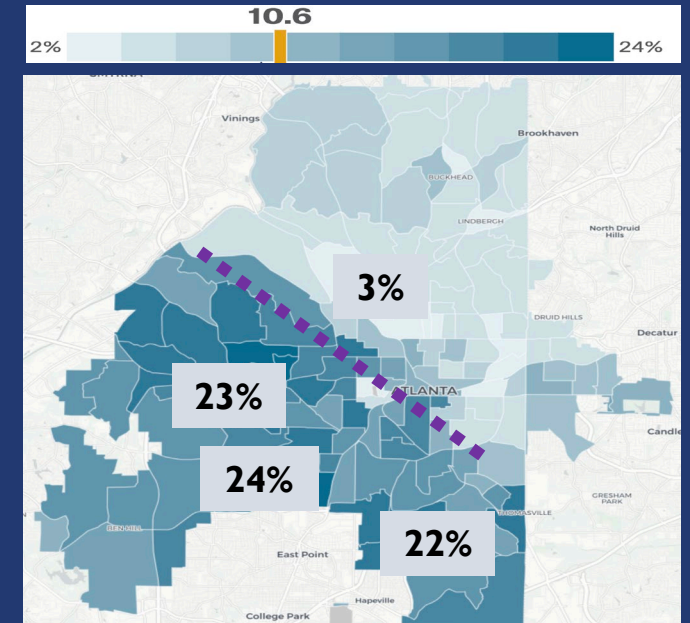 10.6
2%
24%
SMYRNA
Vinings
Brookhaven
BUCKHEAD
LINDBERGH
North Druid
Hills
3%
DRUID HILLS
Decatur
ATLANTA
23%
Candle
24%
GRESHAM
PARK
THOMASVILLE
BEN HILL
22%
East Point
Hapeville
College Park